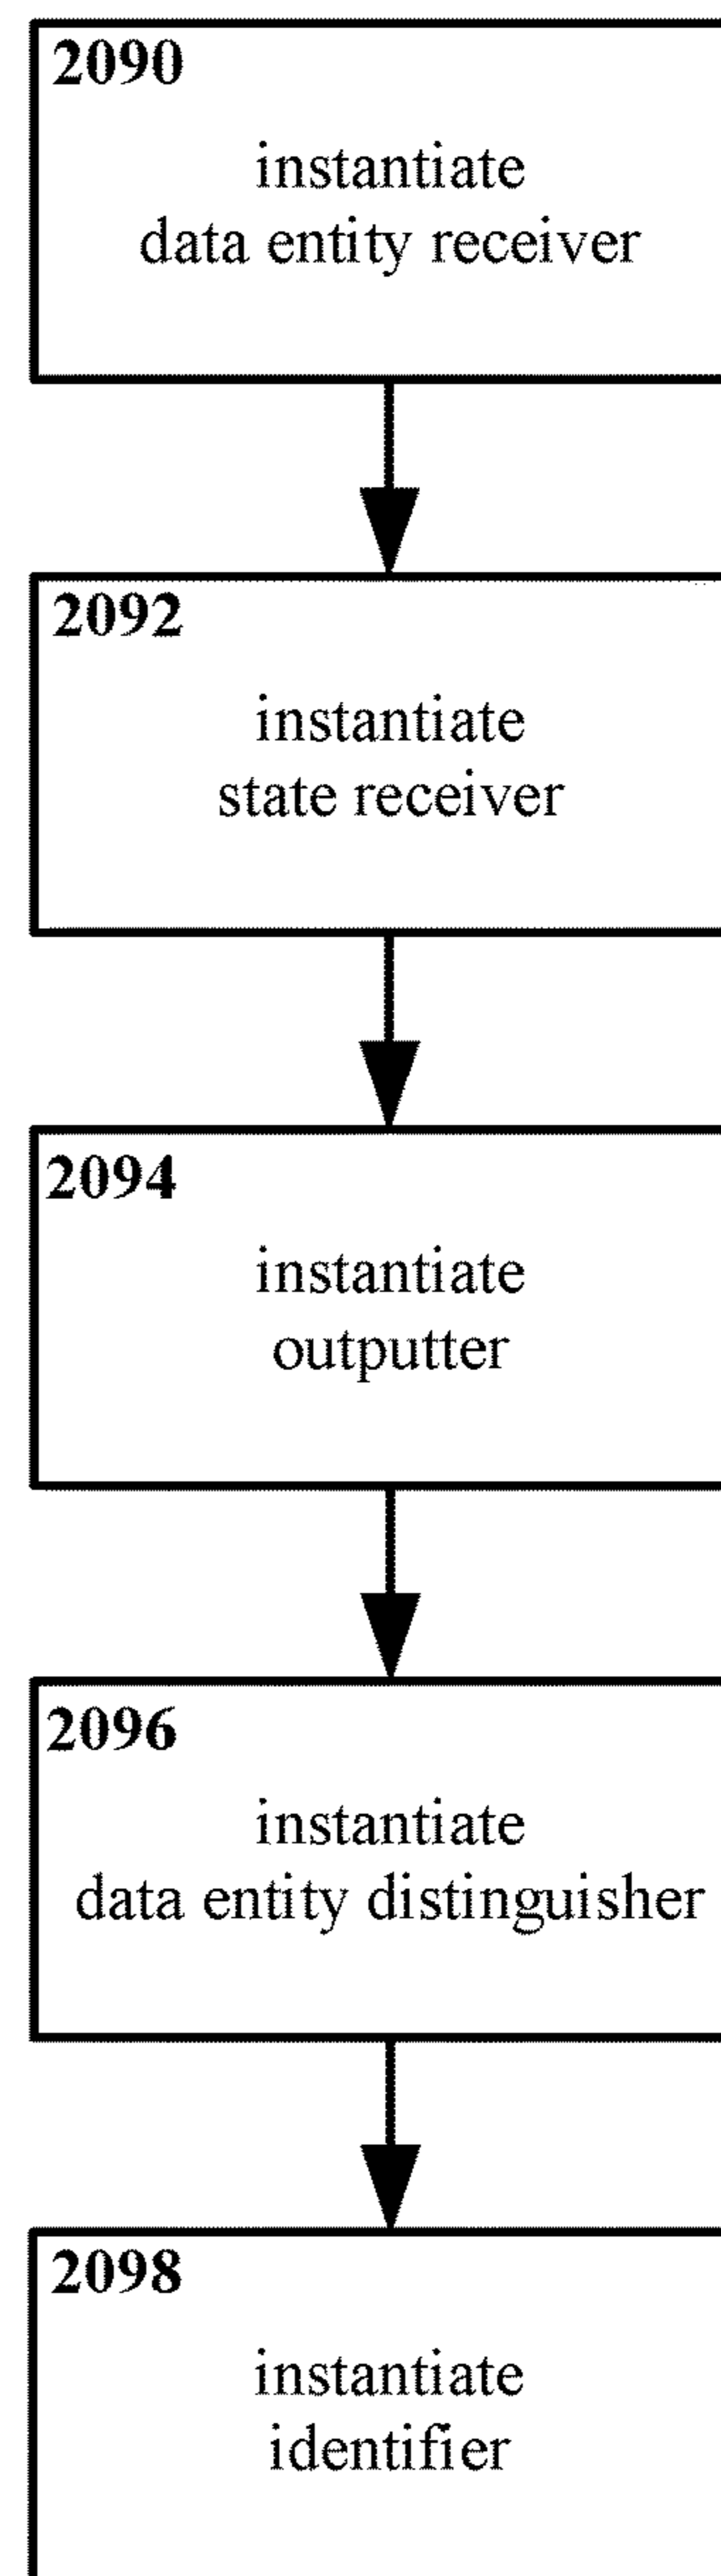 2090
instantiate
data entity receiver
2092
instantiate
state receiver
2094
instantiate
outputter
2096
instantiate
data entity distinguisher
2098
instantiate
identifier